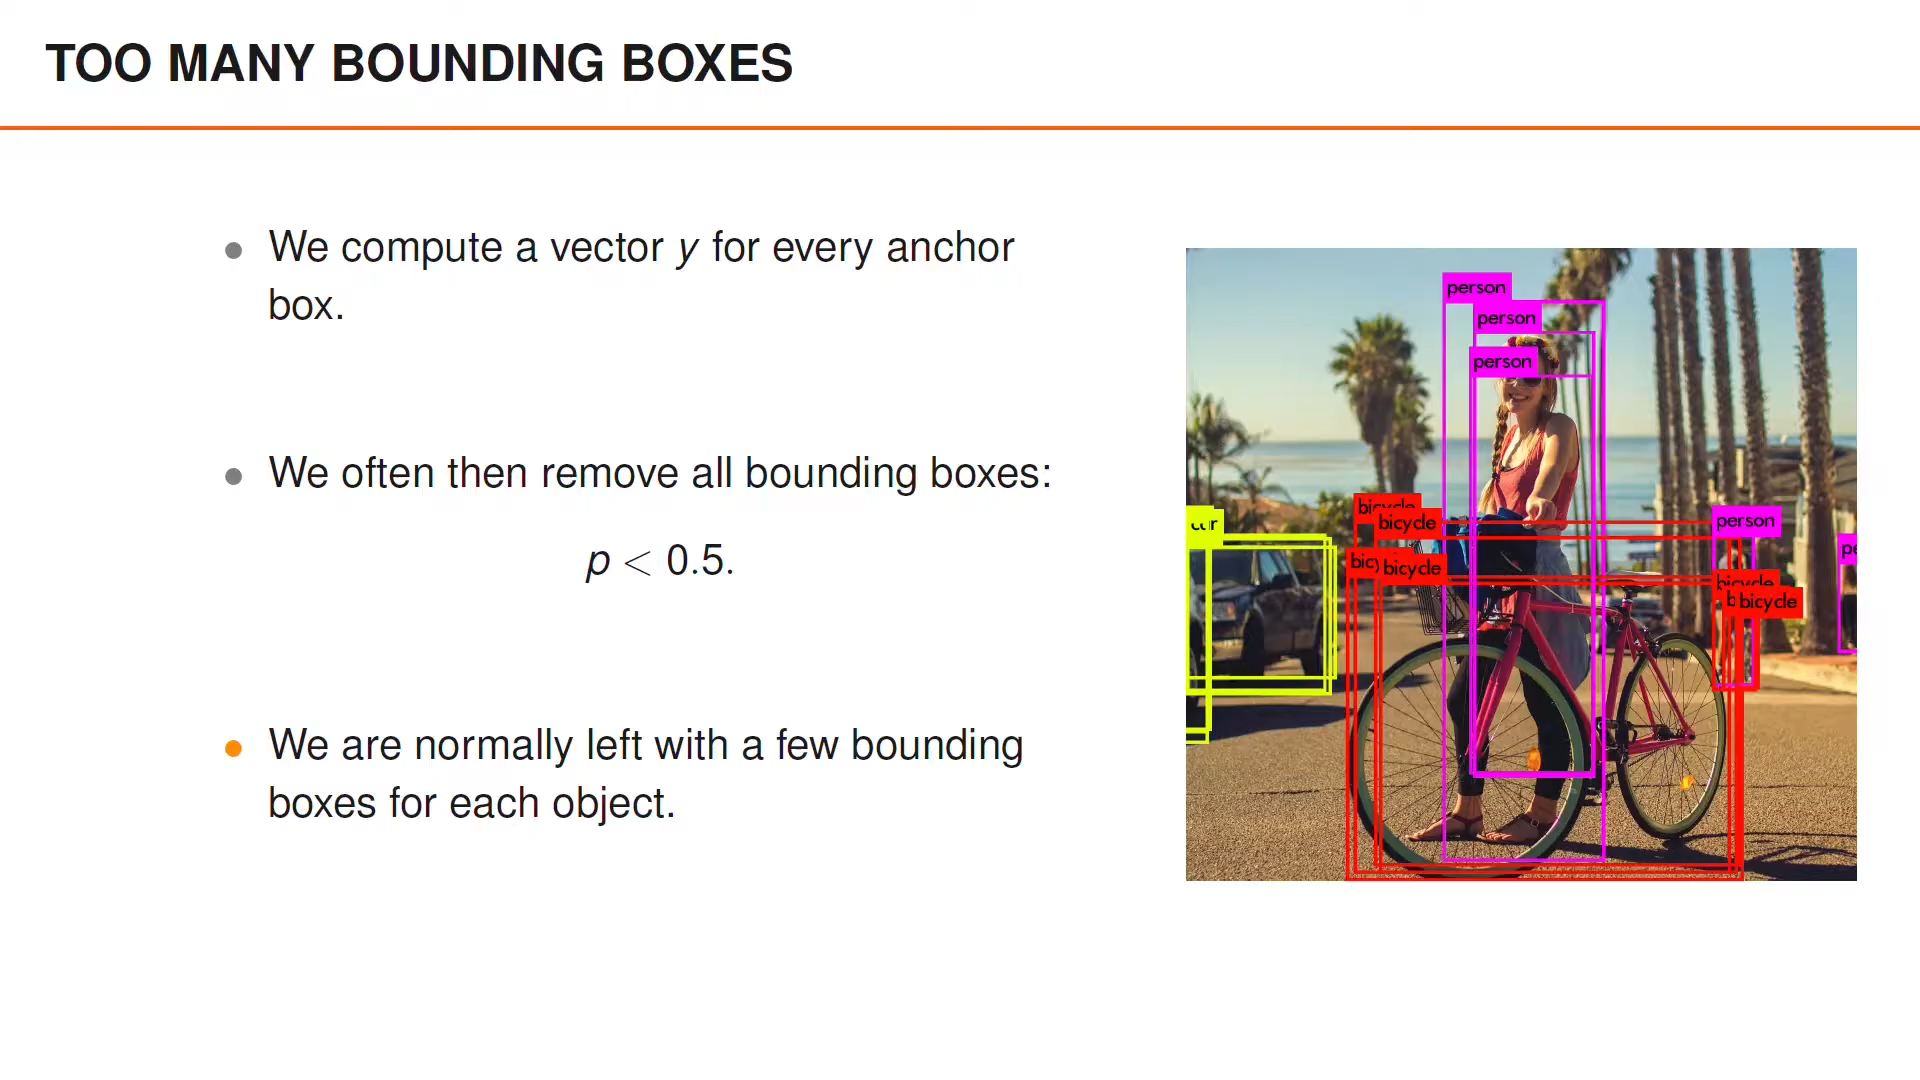 TOO MANY BOUNDING BOXES
We compute a vector y for every anchor
box.
We often then remove all bounding boxes:
p < 0.5.
We are normally left with a few bounding
boxes for each object.
person
person
person
bicycle
bicycle
person
bicycle
bicycle
bicycle